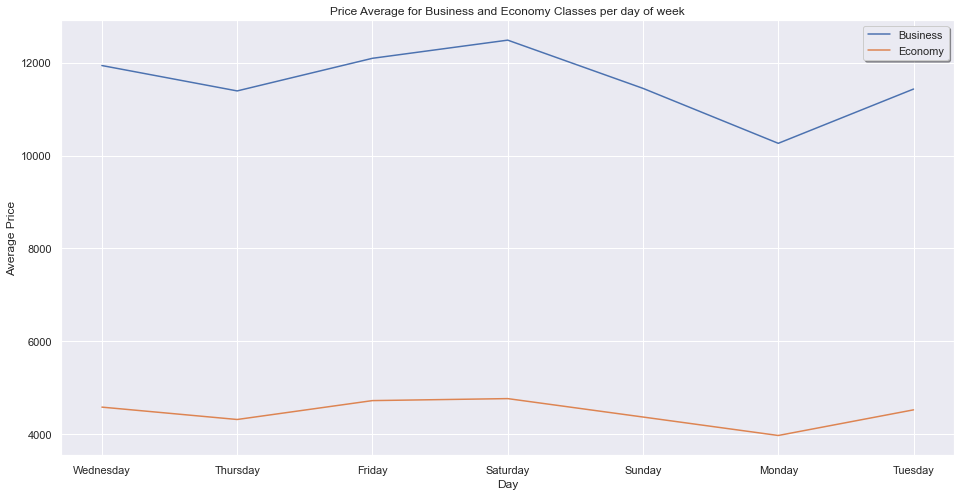 Price Average for Business and Economy Classes per day of week
Business
Economy
12000
10000
8000
6000
4000
Average Price
Wednesday Thursday Friday Saturday Sunday Monday Tuesday
Day